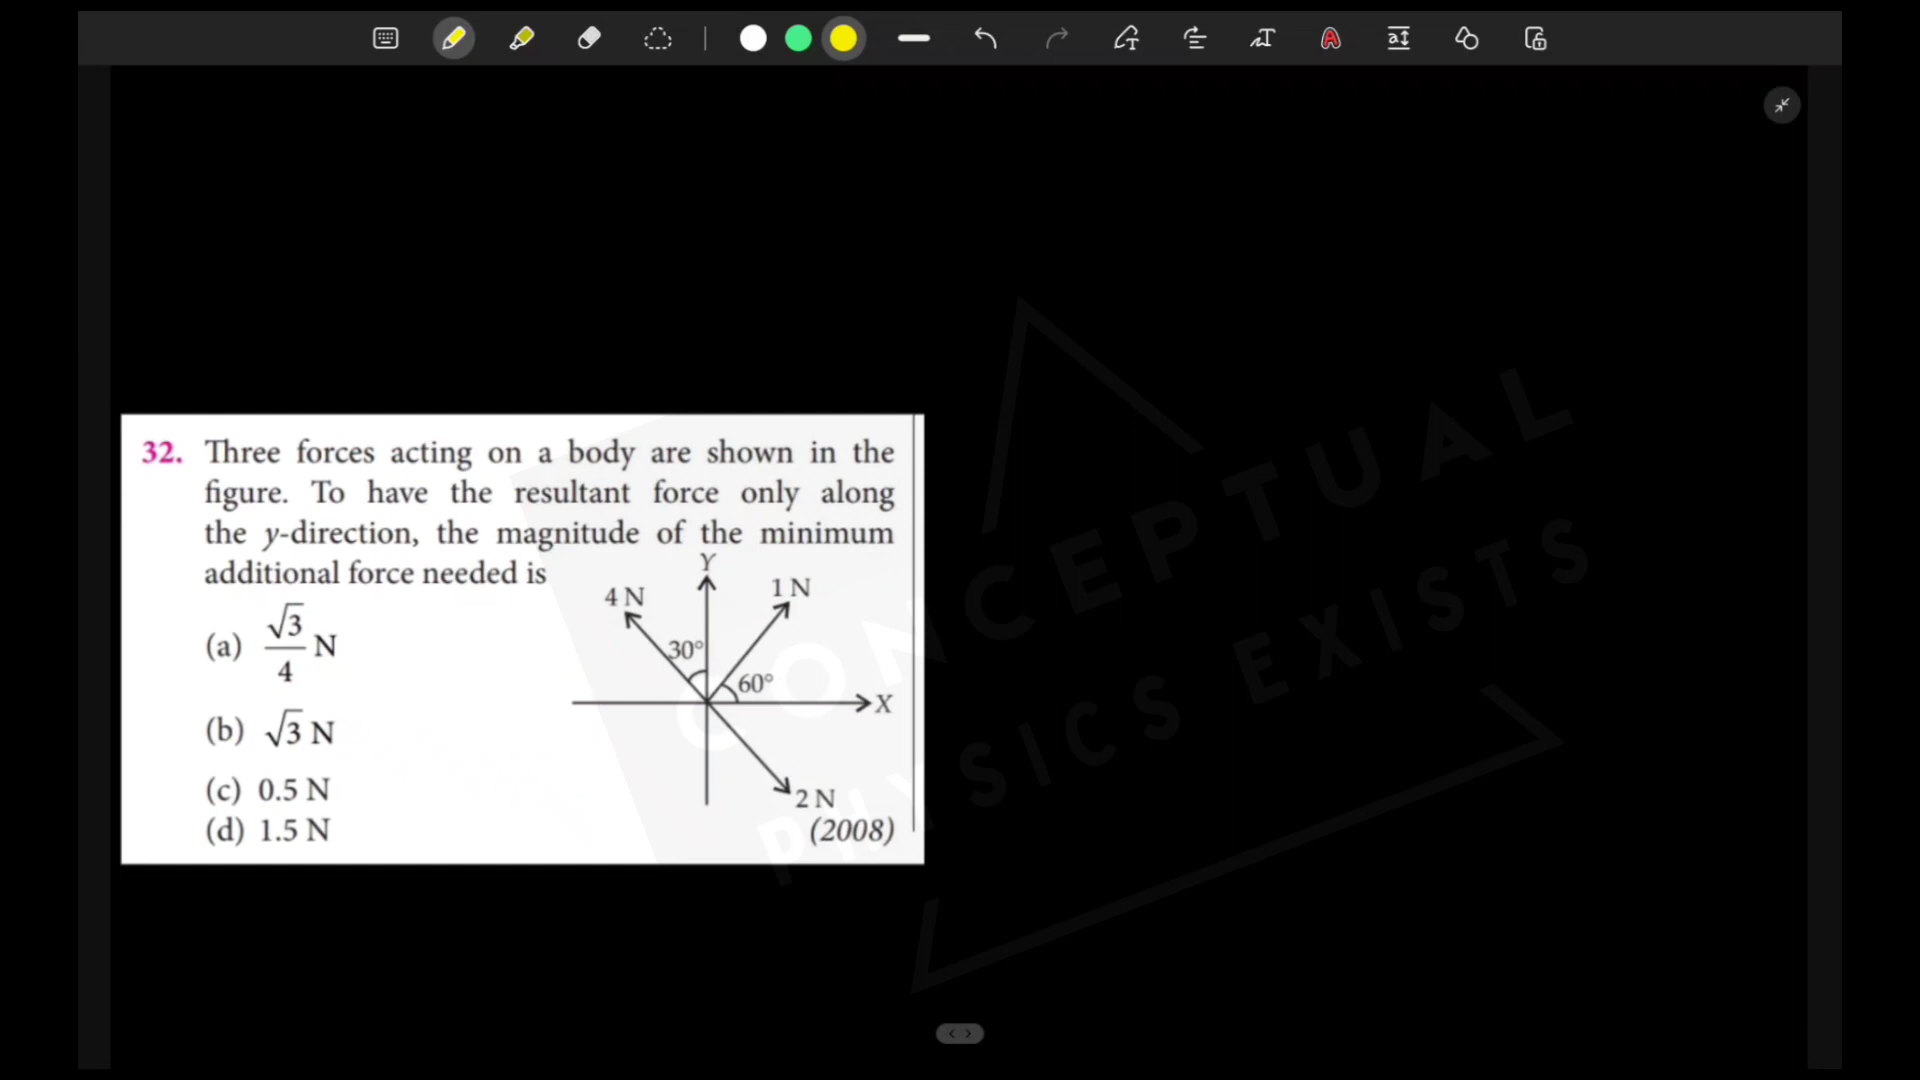 32. Three forces acting on a body are shown in the
figure. To have the resultant force only along
the y-direction, the magnitude of the minimum
additional force needed is
(a) √3/4 N
(b) √3 N
(c) 0.5 N
(d) 1.5 N
Y
4 N
1 N
30°
60°
X
2 N
(2008)
CONCEPTUAL
PHYSICS EXISTS